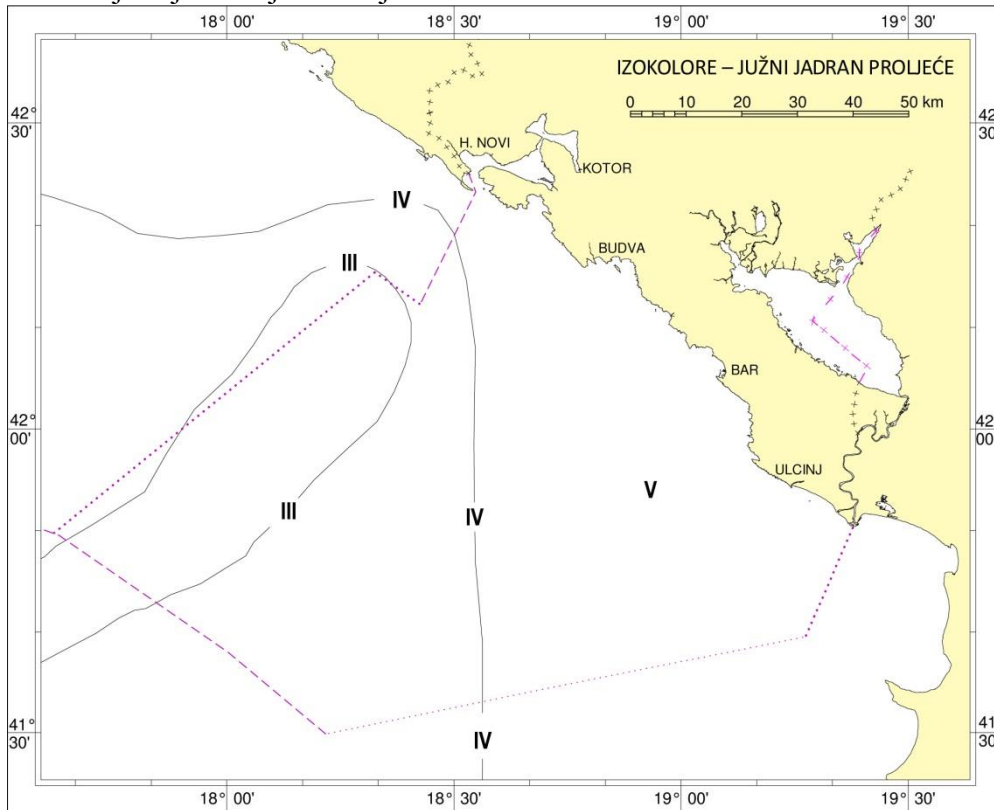 18° 00' 18° 30' 19° 00' 19° 30'
IZOKOLORE – JUŽNI JADRAN PROLJEĆE
0 10 20 30 40 50 km
42° 30' 42° 30'
H. NOVI
KOTOR
IV
BUDVA
III
BAR
42° 00' 42° 00'
ULCINJ
V
III
IV
41° 30' 41° 30'
IV
18° 00' 18° 30' 19° 00' 19° 30'